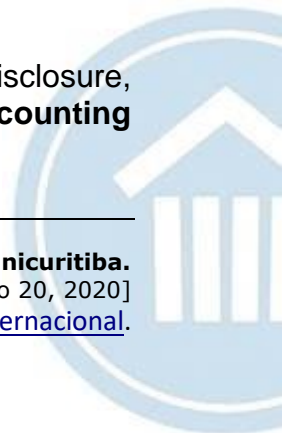 isclosure,
counting
nicuritiba.
o 20, 2020]
ernacional.